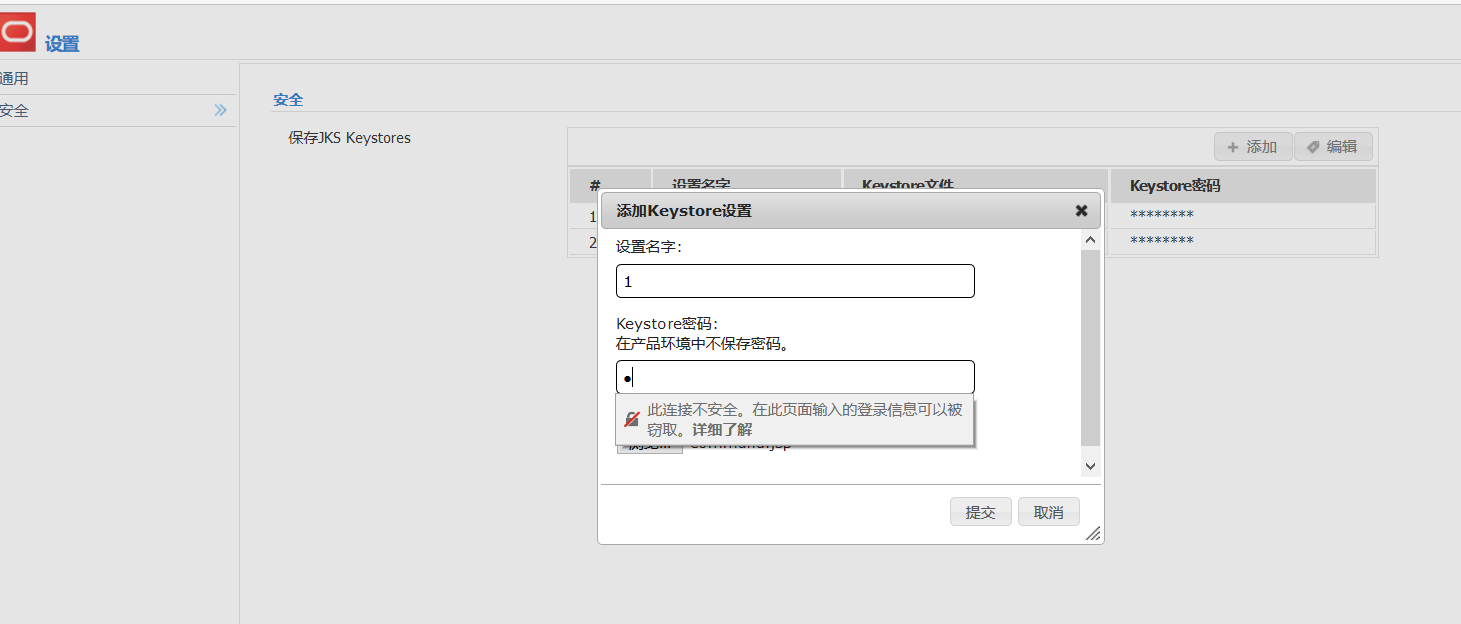 设置
通用
安全
安全
保存JKS Keystores
添加 编辑
# 设置名字 Keystore文件 Keystore密码
1 ********
2 ********
添加Keystore设置
设置名字:
1
Keystore密码:
在产品环境中不保存密码。
此连接不安全。在此页面输入的登录信息可以被
窃取。详细了解
浏览... command.jsp
提交 取消